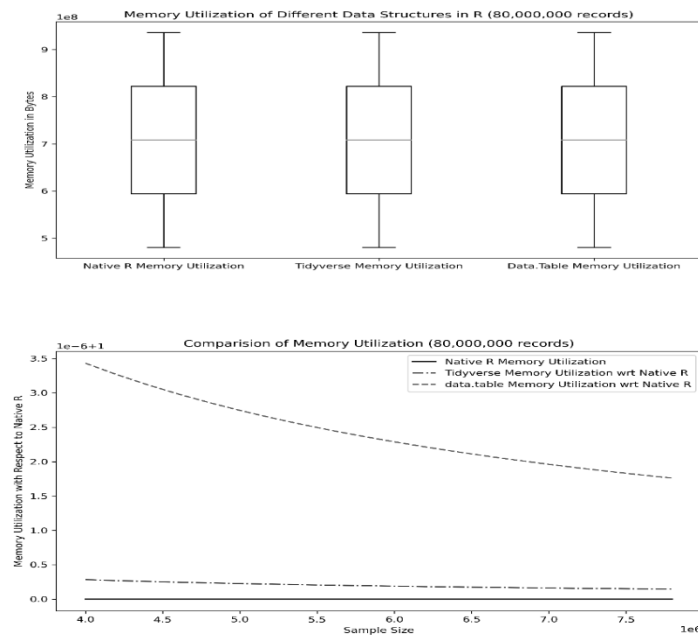 Memory Utilization of Different Data Structures in R (80,000,000 records)
1e8
9
8
7
6
5
Memory Utilization in Bytes
Native R Memory Utilization
Tidyverse Memory Utilization
Data.Table Memory Utilization
Comparision of Memory Utilization (80,000,000 records)
1e−6+1
3.5
3.0
2.5
2.0
1.5
1.0
0.5
0.0
Memory Utilization with Respect to Native R
Native R Memory Utilization
Tidyverse Memory Utilization wrt Native R
data.table Memory Utilization wrt Native R
4.0
4.5
5.0
5.5
6.0
6.5
7.0
7.5
Sample Size
1e6